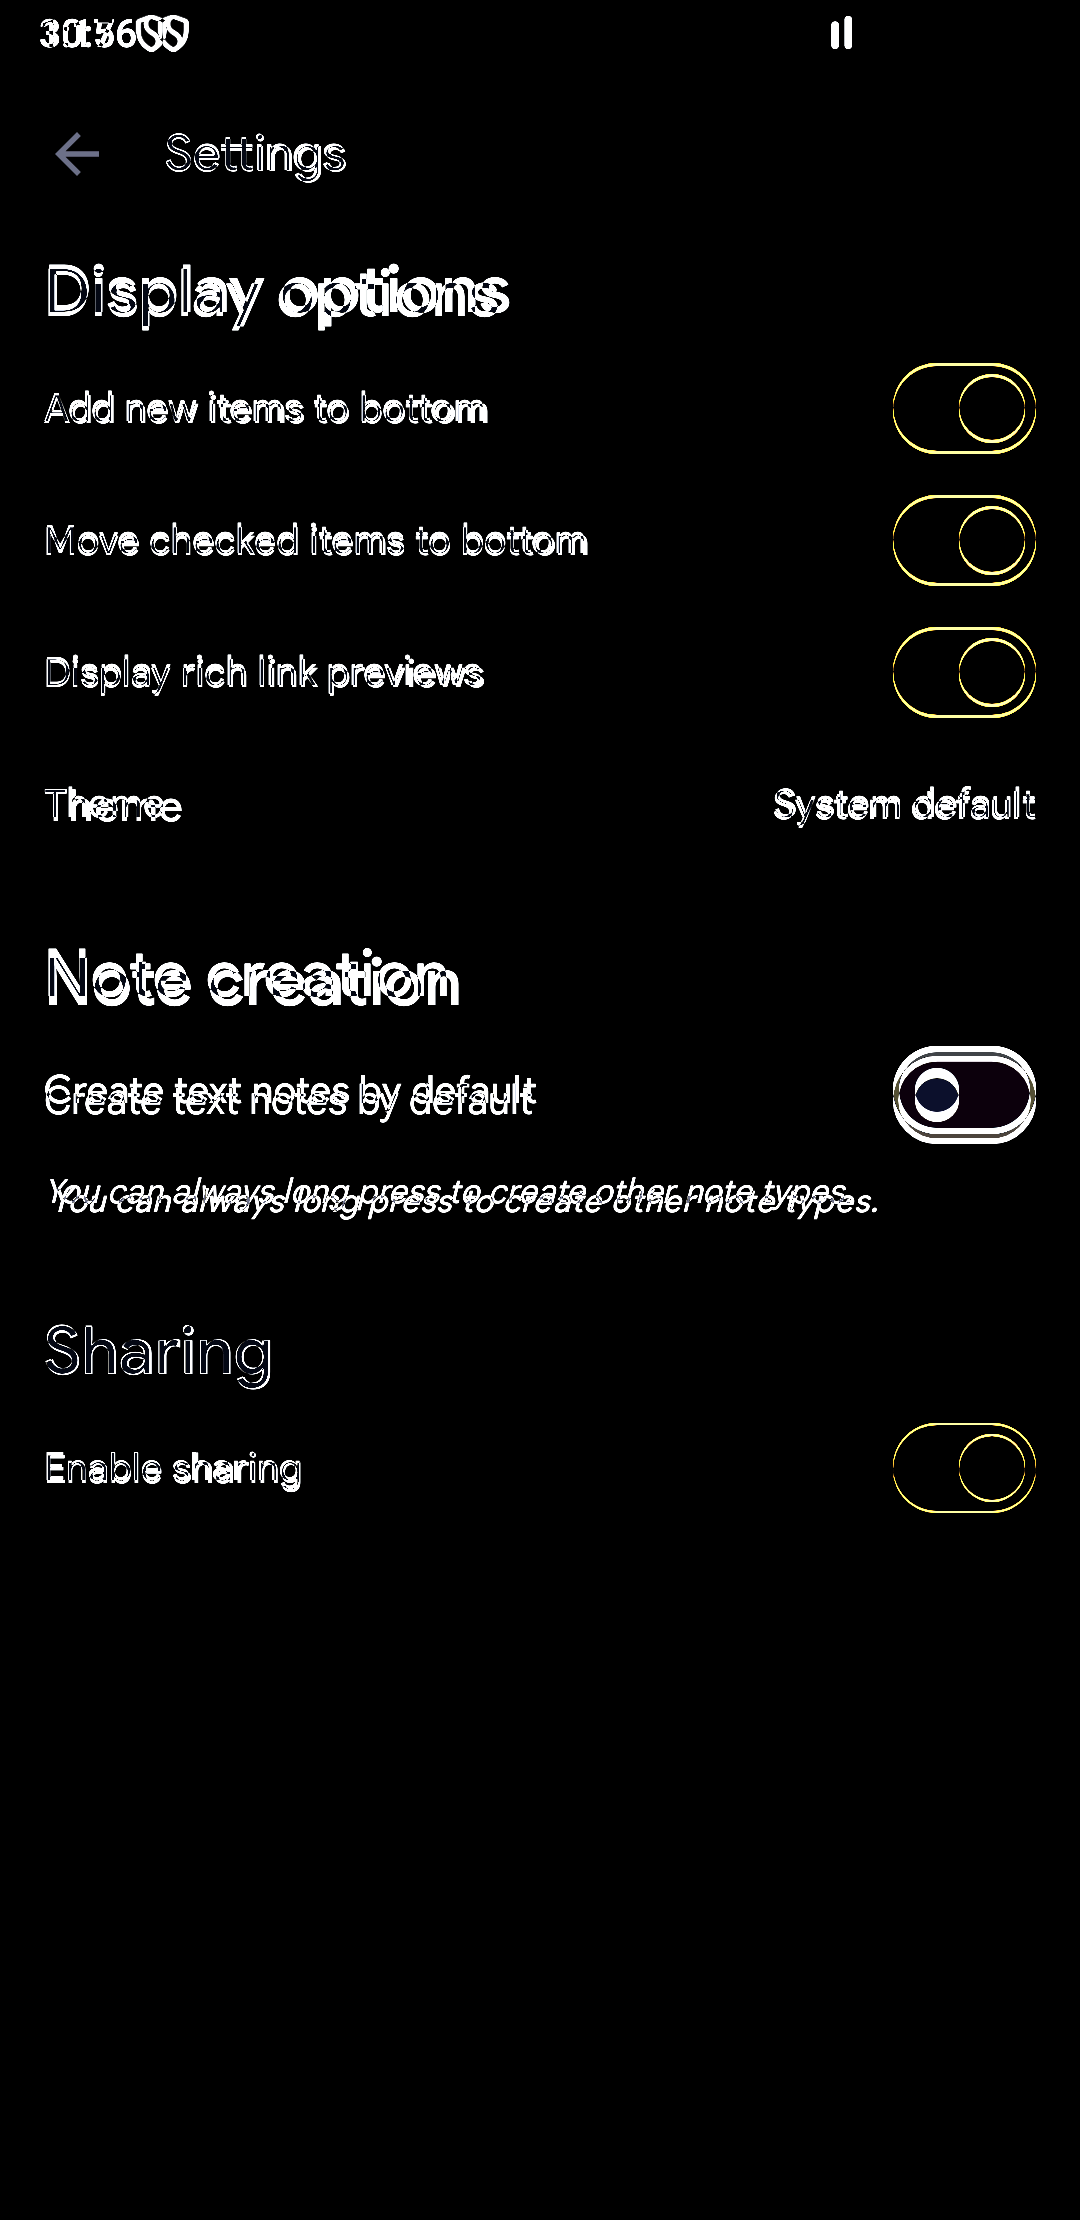 Settings
Display options
Add new items to bottom
Move checked items to bottom
Display rich link previews
Theme
System default
Note creation
Create text notes by default
You can always long press to create other note types.
Sharing
Enable sharing